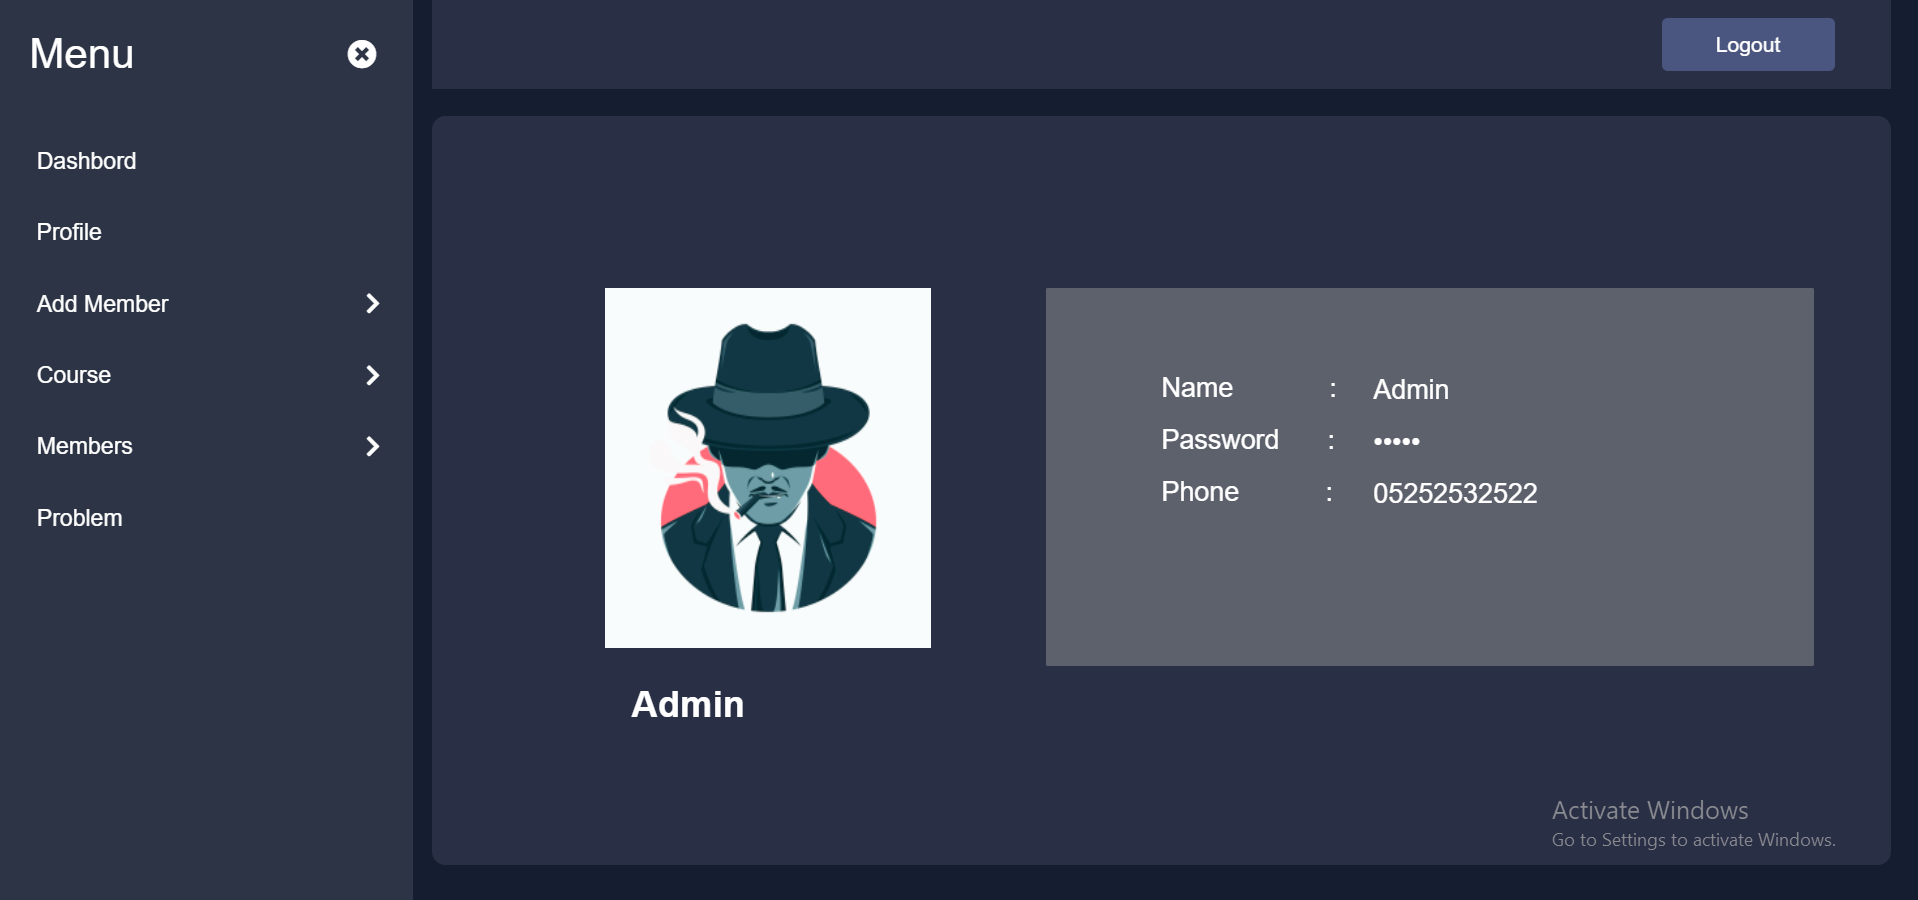 Menu
Logout
Dashbord
Profile
Add Member
Course
Members
Problem
Name : Admin
Password : •••••
Phone : 05252532522
Admin
Activate Windows
Go to Settings to activate Windows.